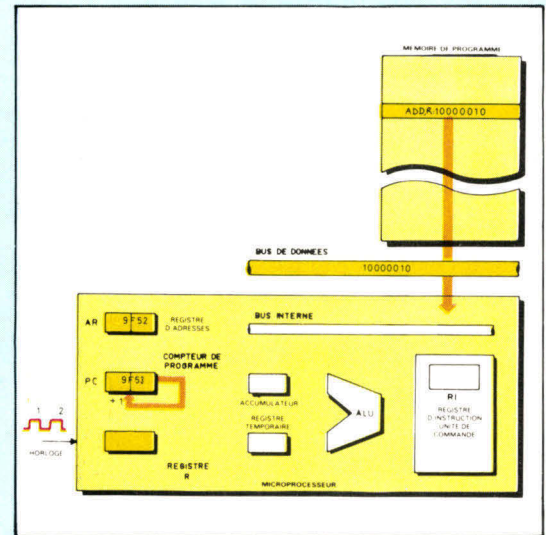 MEMOIRE DE PROGRAMME
ADDR 10000010
BUS DE DONNEES
10000010
AR
9F52
REGISTRE
D'ADRESSES
BUS INTERNE
COMPTEUR DE
PROGRAMME
PC
9F53
+ 1
ACCUMULATEUR
REGISTRE
TEMPORAIRE
ALU
RI
REGISTRE
D'INSTRUCTION
UNITE DE
COMMANDE
1 2
HORLOGE
REGISTRE
R
MICROPROCESSEUR